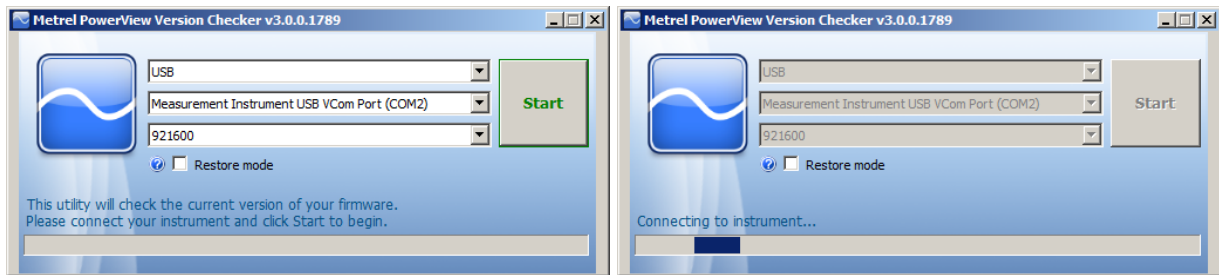 Metrel PowerView Version Checker v3.0.0.1789
USB
Measurement Instrument USB VCom Port (COM2)
Start
921600
Restore mode
This utility will check the current version of your firmware.
Please connect your instrument and click Start to begin.
Metrel PowerView Version Checker v3.0.0.1789
USB
Measurement Instrument USB VCom Port (COM2)
Start
921600
Restore mode
Connecting to instrument...